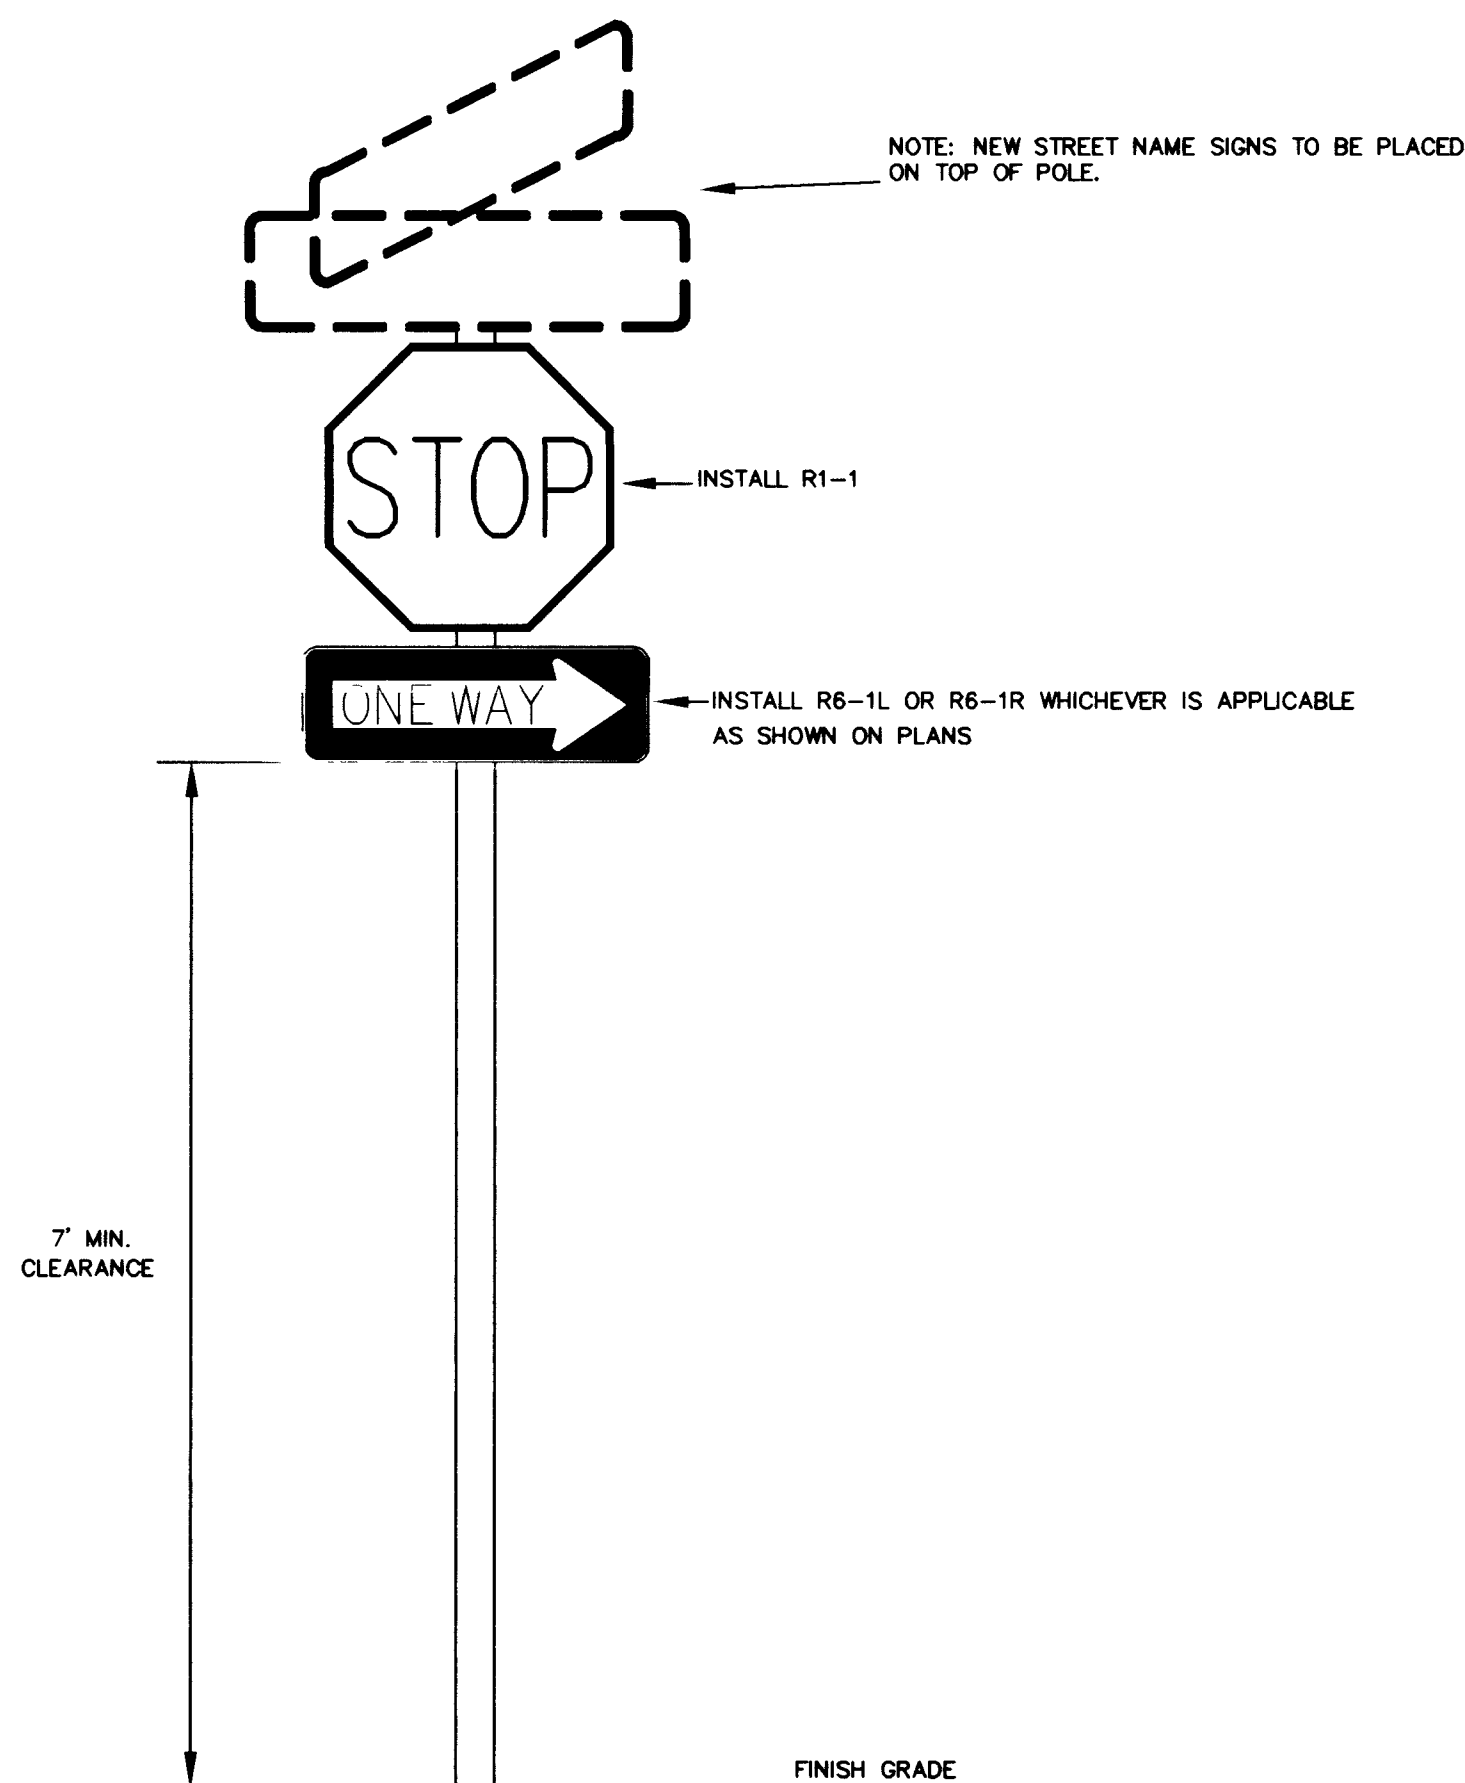 NOTE: NEW STREET NAME SIGNS TO BE PLACED
ON TOP OF POLE.
STOP
INSTALL R1-1
ONE WAY
INSTALL R6-1L OR R6-1R WHICHEVER IS APPLICABLE
AS SHOWN ON PLANS
7' MIN.
CLEARANCE
FINISH GRADE